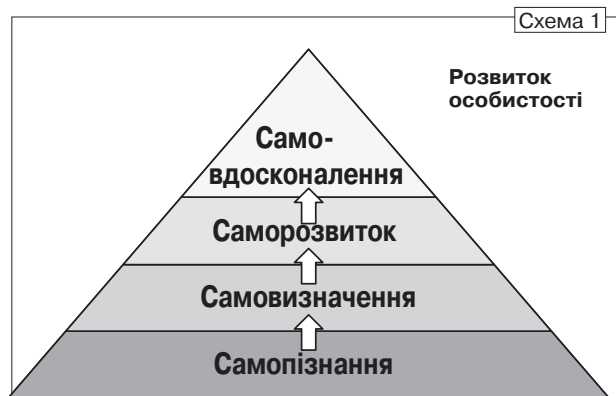 Схема 1
Розвиток
особистості
Само-
вдосконалення
Саморозвиток
Самовизначення
Самопізнання